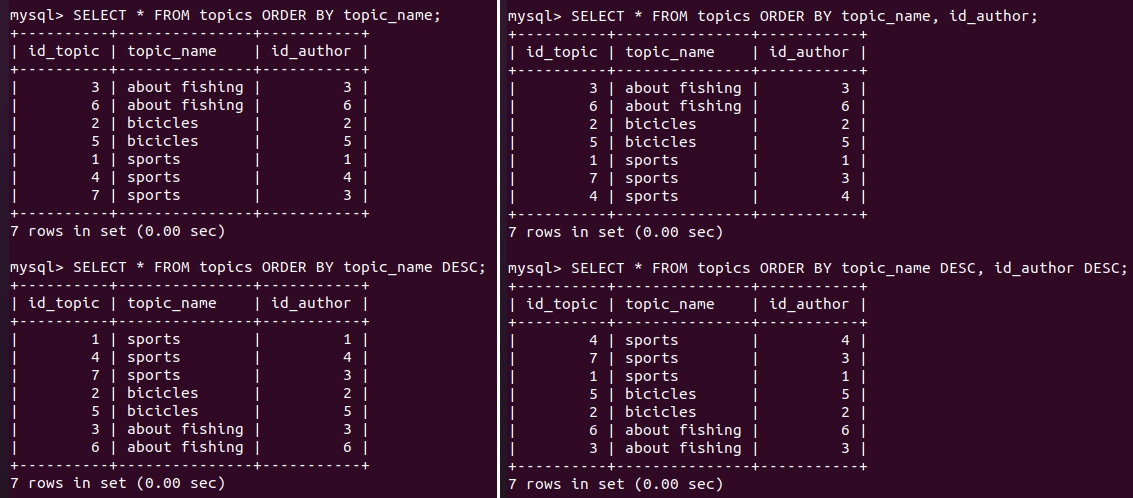 mysql> SELECT * FROM topics ORDER BY topic_name;
+----------+---------------+-----------+
| id_topic | topic_name    | id_author |
+----------+---------------+-----------+
|        3 | about fishing |         3 |
|        6 | about fishing |         6 |
|        2 | bicicles      |         2 |
|        5 | bicicles      |         5 |
|        1 | sports        |         1 |
|        4 | sports        |         4 |
|        7 | sports        |         3 |
+----------+---------------+-----------+
7 rows in set (0.00 sec)

mysql> SELECT * FROM topics ORDER BY topic_name DESC;
+----------+---------------+-----------+
| id_topic | topic_name    | id_author |
+----------+---------------+-----------+
|        1 | sports        |         1 |
|        4 | sports        |         4 |
|        7 | sports        |         3 |
|        2 | bicicles      |         2 |
|        5 | bicicles      |         5 |
|        3 | about fishing |         3 |
|        6 | about fishing |         6 |
+----------+---------------+-----------+
7 rows in set (0.00 sec)

mysql> SELECT * FROM topics ORDER BY topic_name, id_author;
+----------+---------------+-----------+
| id_topic | topic_name    | id_author |
+----------+---------------+-----------+
|        3 | about fishing |         3 |
|        6 | about fishing |         6 |
|        2 | bicicles      |         2 |
|        5 | bicicles      |         5 |
|        1 | sports        |         1 |
|        7 | sports        |         3 |
|        4 | sports        |         4 |
+----------+---------------+-----------+
7 rows in set (0.00 sec)

mysql> SELECT * FROM topics ORDER BY topic_name DESC, id_author DESC;
+----------+---------------+-----------+
| id_topic | topic_name    | id_author |
+----------+---------------+-----------+
|        4 | sports        |         4 |
|        7 | sports        |         3 |
|        1 | sports        |         1 |
|        5 | bicicles      |         5 |
|        2 | bicicles      |         2 |
|        6 | about fishing |         6 |
|        3 | about fishing |         3 |
+----------+---------------+-----------+
7 rows in set (0.00 sec)